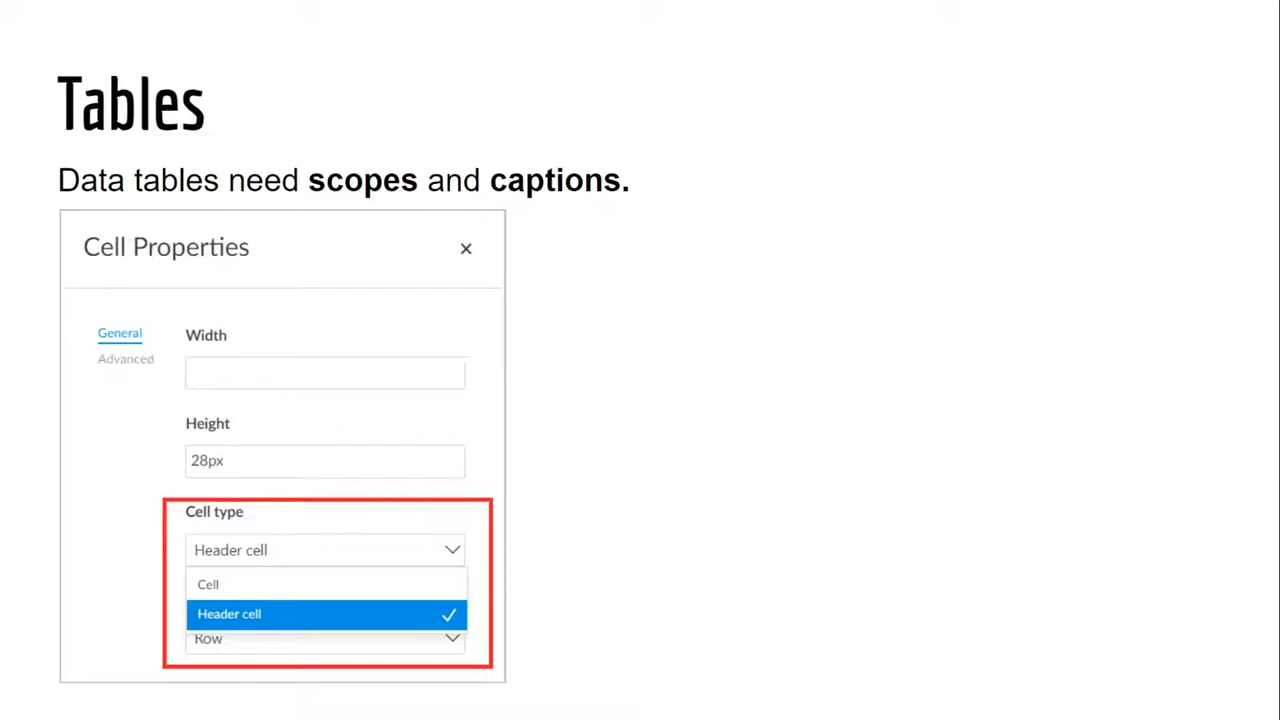 Tables
Data tables need scopes and captions.
Cell Properties
General
Advanced
Width
Height
28px
Cell type
Header cell
Cell
Header cell
Row